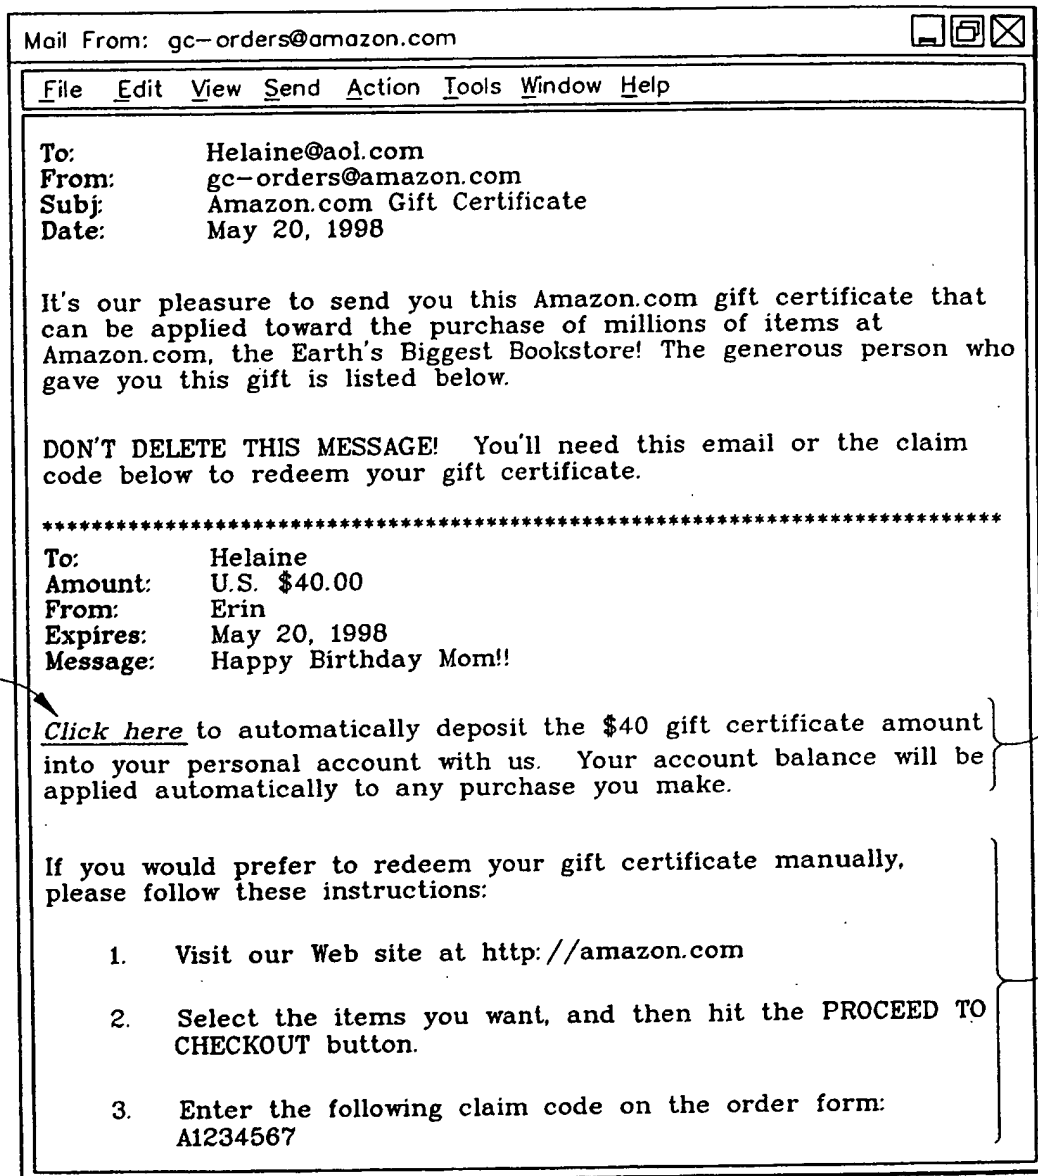 Mail From: gc-orders@amazon.com
File Edit View Send Action Tools Window Help
To: Helaine@aol.com
From: gc-orders@amazon.com
Subj: Amazon.com Gift Certificate
Date: May 20, 1998
It's our pleasure to send you this Amazon.com gift certificate that
can be applied toward the purchase of millions of items at
Amazon.com, the Earth's Biggest Bookstore! The generous person who
gave you this gift is listed below.
DON'T DELETE THIS MESSAGE! You'll need this email or the claim
code below to redeem your gift certificate.
******************************************************************************
To: Helaine
Amount: U.S. $40.00
From: Erin
Expires: May 20, 1998
Message: Happy Birthday Mom!!
Click here to automatically deposit the $40 gift certificate amount
into your personal account with us. Your account balance will be
applied automatically to any purchase you make.
If you would prefer to redeem your gift certificate manually,
please follow these instructions:
1. Visit our Web site at http://amazon.com
2. Select the items you want, and then hit the PROCEED TO
CHECKOUT button.
3. Enter the following claim code on the order form:
A1234567